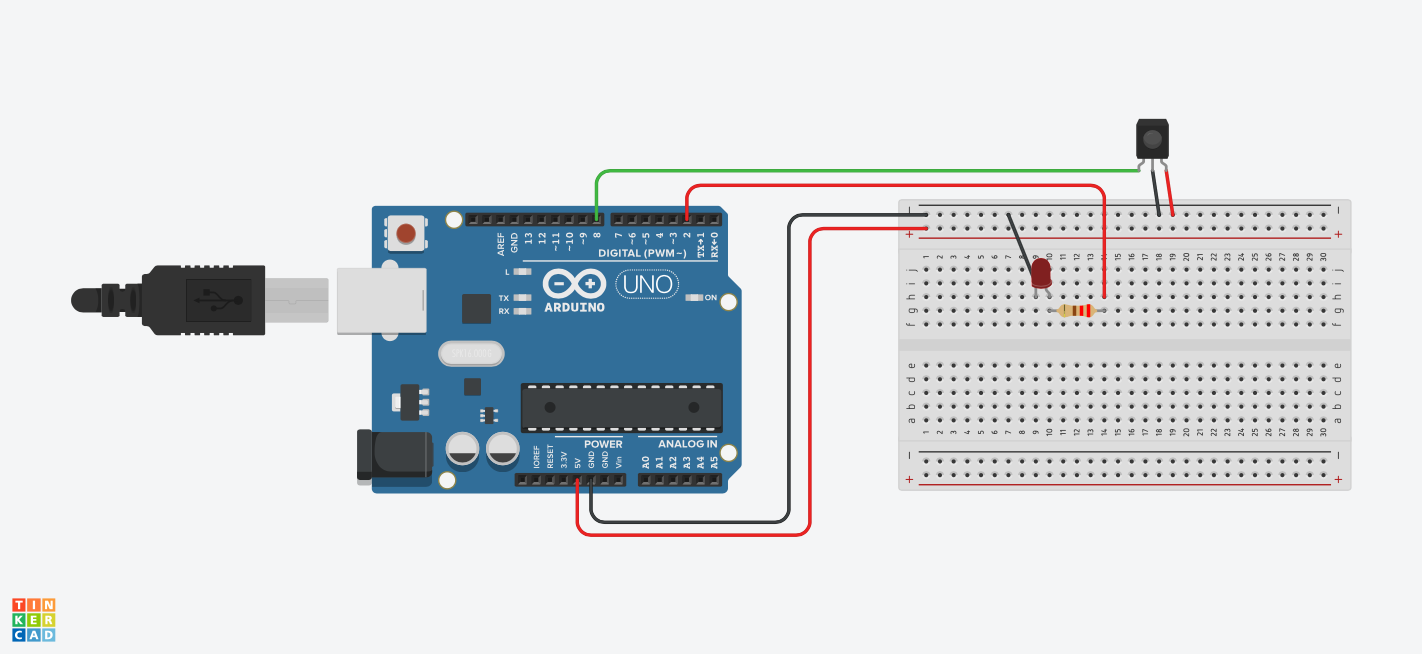 AREF
GND
13
12
~11
~10
~9
8
7
~6
~5
4
~3
2
TX→1
RX←0
DIGITAL (PWM~)
L
TX
RX
ARDUINO
UNO
ON
POWER
ANALOG IN
IOREF
RESET
3.3V
5V
GND
GND
Vin
A0
A1
A2
A3
A4
A5
- -
+ +
1 2 3 4 5 6 7 8 9 10 11 12 13 14 15 16 17 18 19 20 21 22 23 24 25 26 27 28 29 30
j j
i i
h h
g g
f f
e e
d d
c c
b b
a a
1 2 3 4 5 6 7 8 9 10 11 12 13 14 15 16 17 18 19 20 21 22 23 24 25 26 27 28 29 30
- -
+ +
TIN
KER
CAD